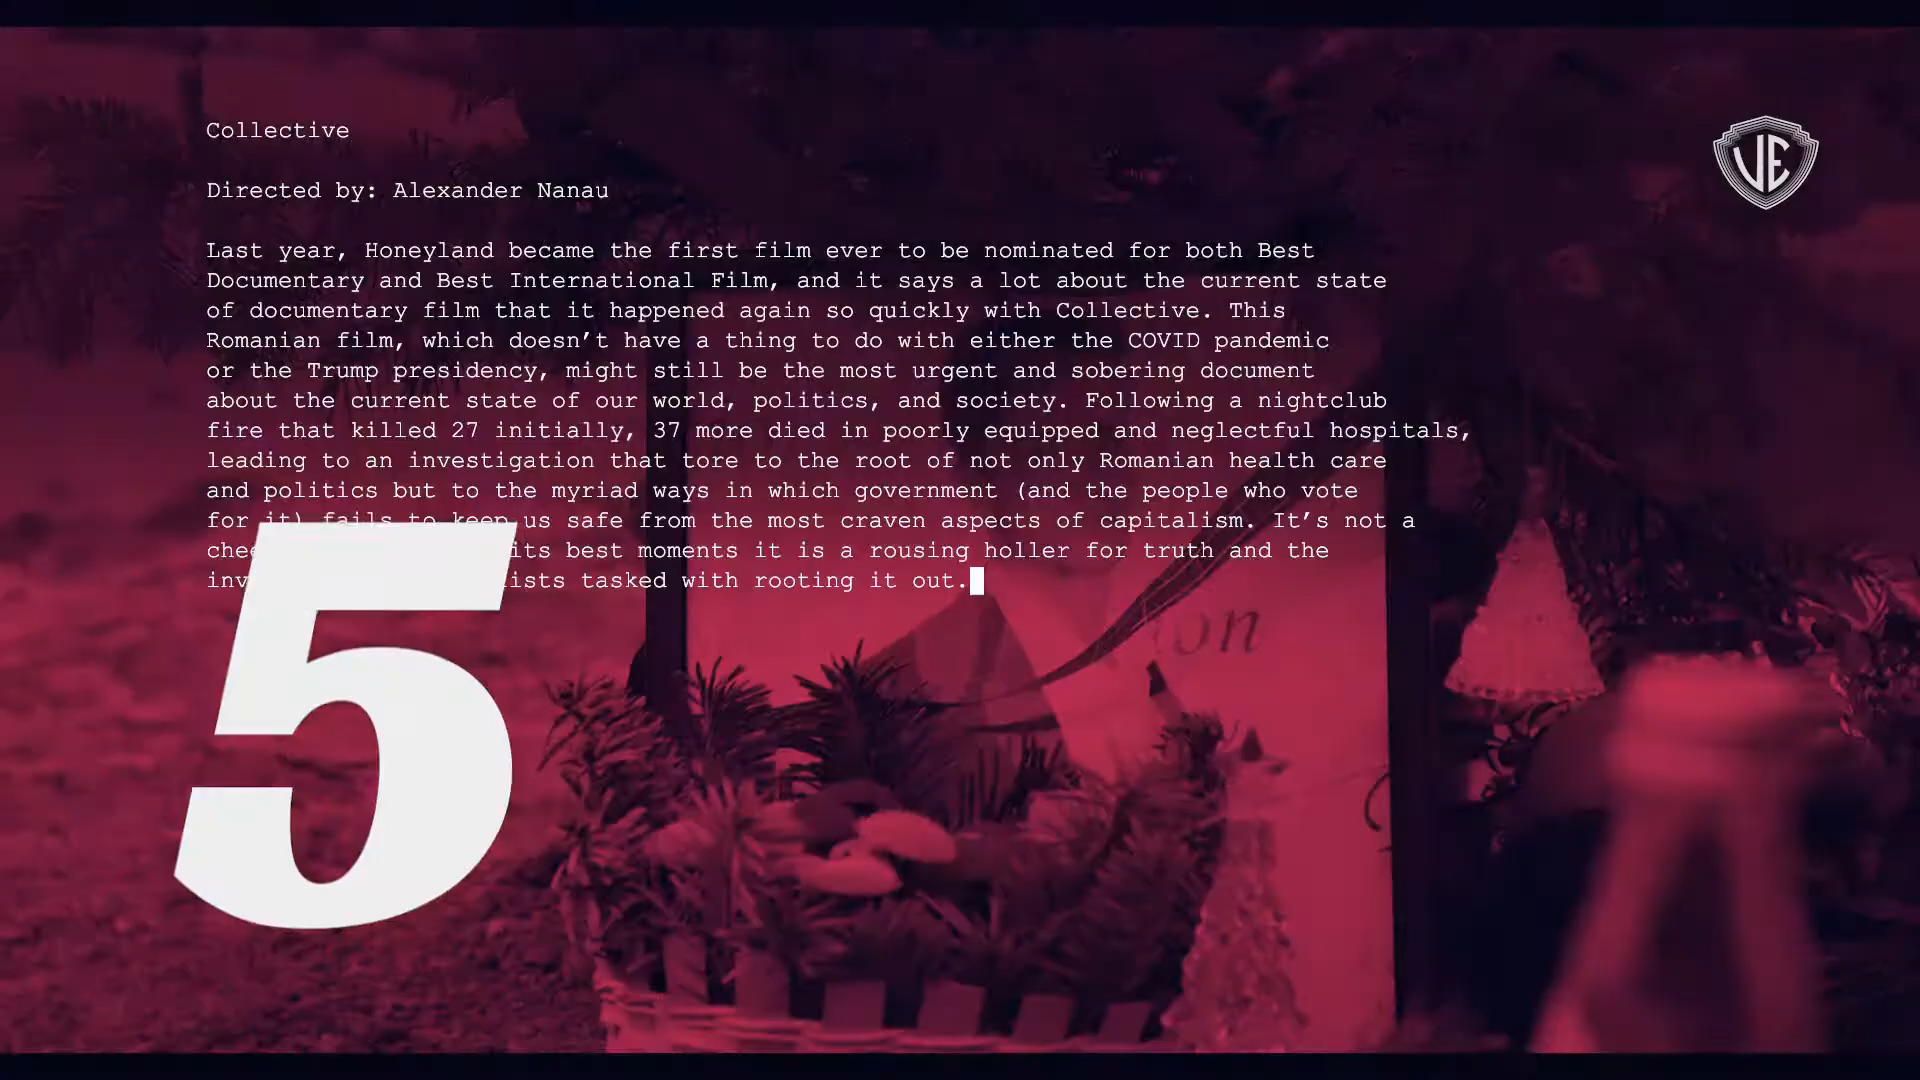 Collective
Directed by: Alexander Nanau
Last year, Honeyland became the first film ever to be nominated for both Best
Documentary and Best International Film, and it says a lot about the current state
of documentary film that it happened again so quickly with Collective. This
Romanian film, which doesn’t have a thing to do with either the COVID pandemic
or the Trump presidency, might still be the most urgent and sobering document
about the current state of our world, politics, and society. Following a nightclub
fire that killed 27 initially, 37 more died in poorly equipped and neglectful hospitals,
leading to an investigation that tore to the root of not only Romanian health care
and politics but to the myriad ways in which government (and the people who vote
for it) fails to keep us safe from the most craven aspects of capitalism. It’s not a
its best moments it is a rousing holler for truth and the
tasked with rooting it out.
5
VE